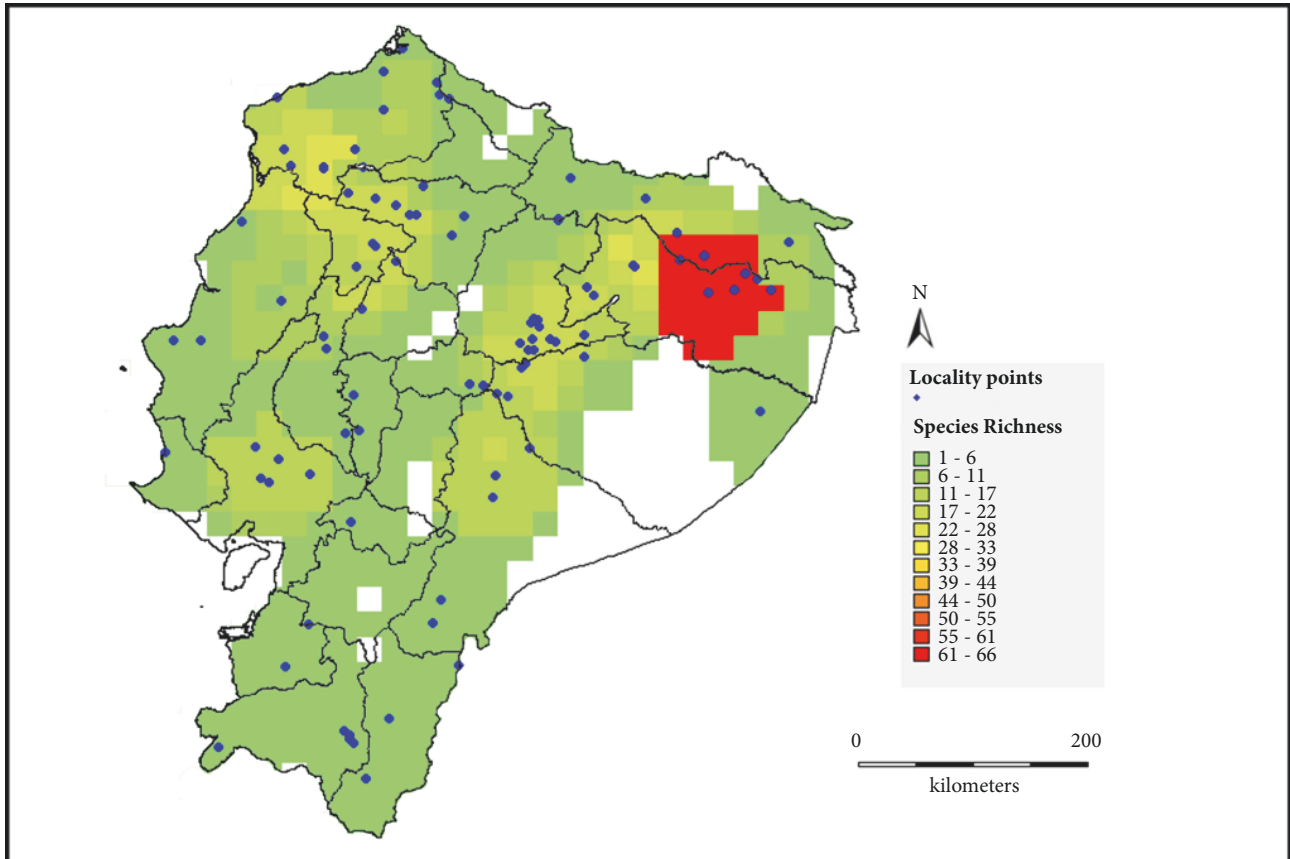 N
Locality points
Species Richness
1 - 6
6 - 11
11 - 17
17 - 22
22 - 28
28 - 33
33 - 39
39 - 44
44 - 50
50 - 55
55 - 61
61 - 66
0 200
kilometers